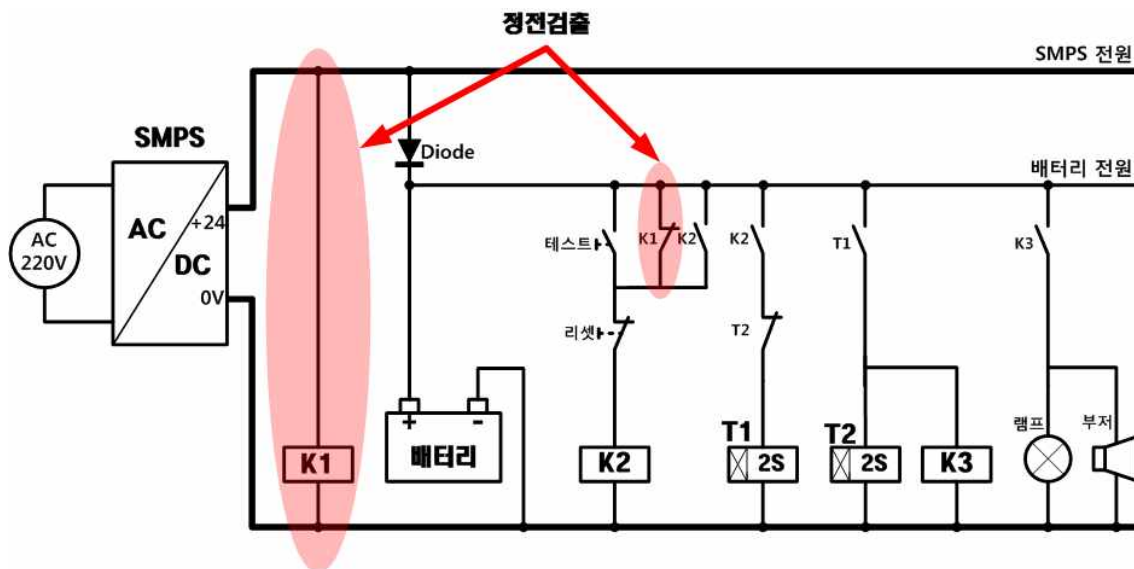 정전검출
SMPS 전원
SMPS
Diode
배터리 전원
AC
220V
AC
DC
+24
0V
테스트
K1
K2
K2
T1
K3
리셋
T2
+
-
배터리
K1
K2
T1
2S
T2
2S
K3
램프
부저